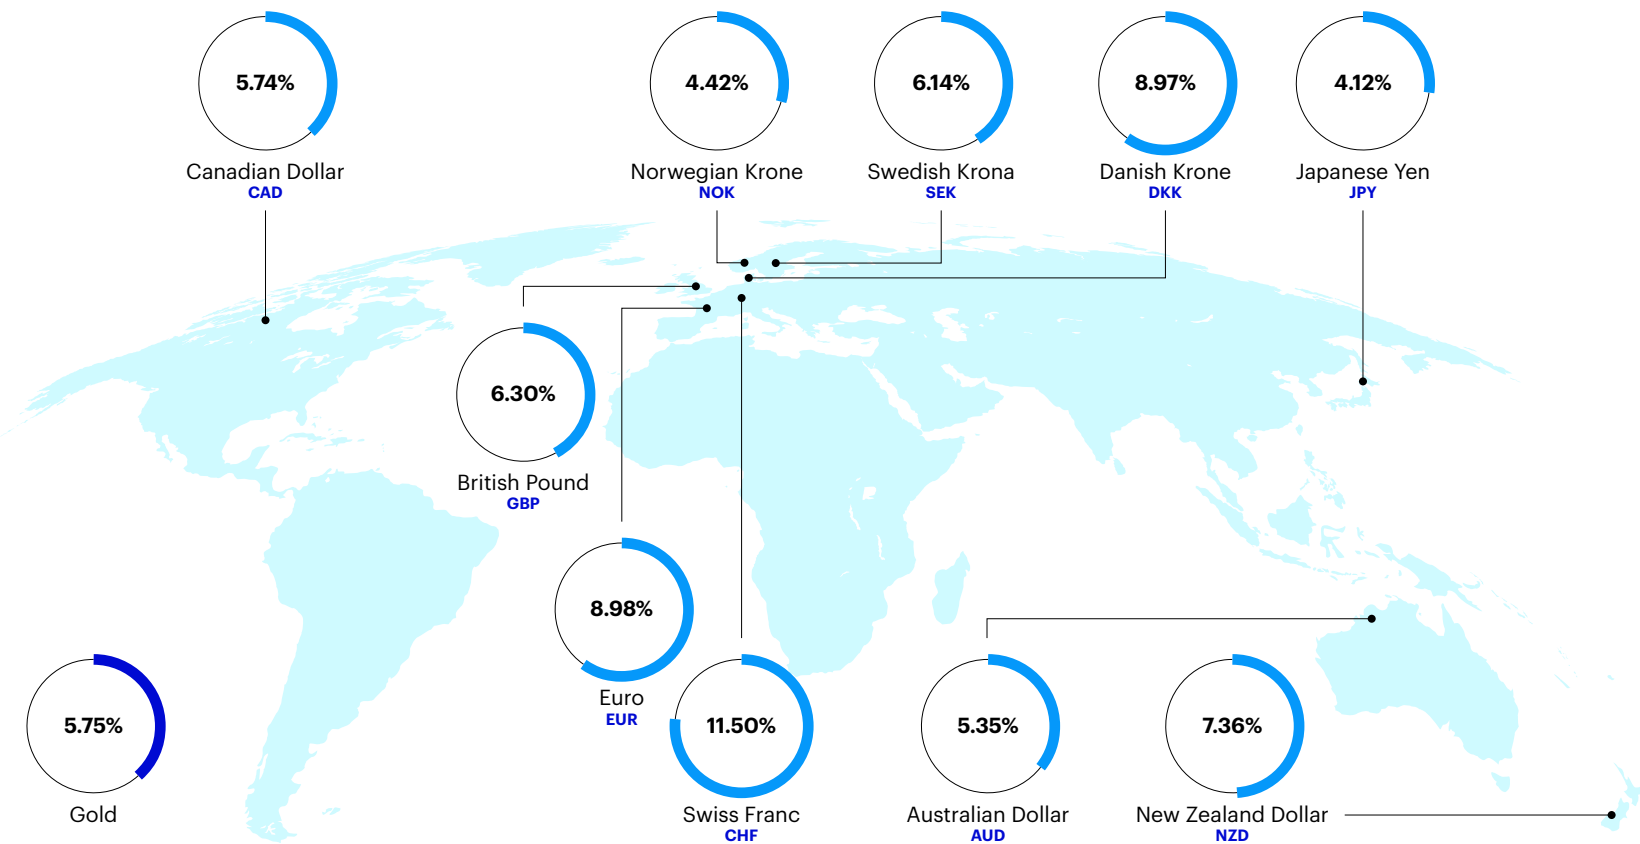 5.74%
Canadian Dollar
CAD
4.42%
Norwegian Krone
NOK
6.14%
Swedish Krona
SEK
8.97%
Danish Krone
DKK
4.12%
Japanese Yen
JPY
6.30%
British Pound
GBP
8.98%
Euro
EUR
5.75%
Gold
11.50%
Swiss Franc
CHF
5.35%
Australian Dollar
AUD
7.36%
New Zealand Dollar
NZD